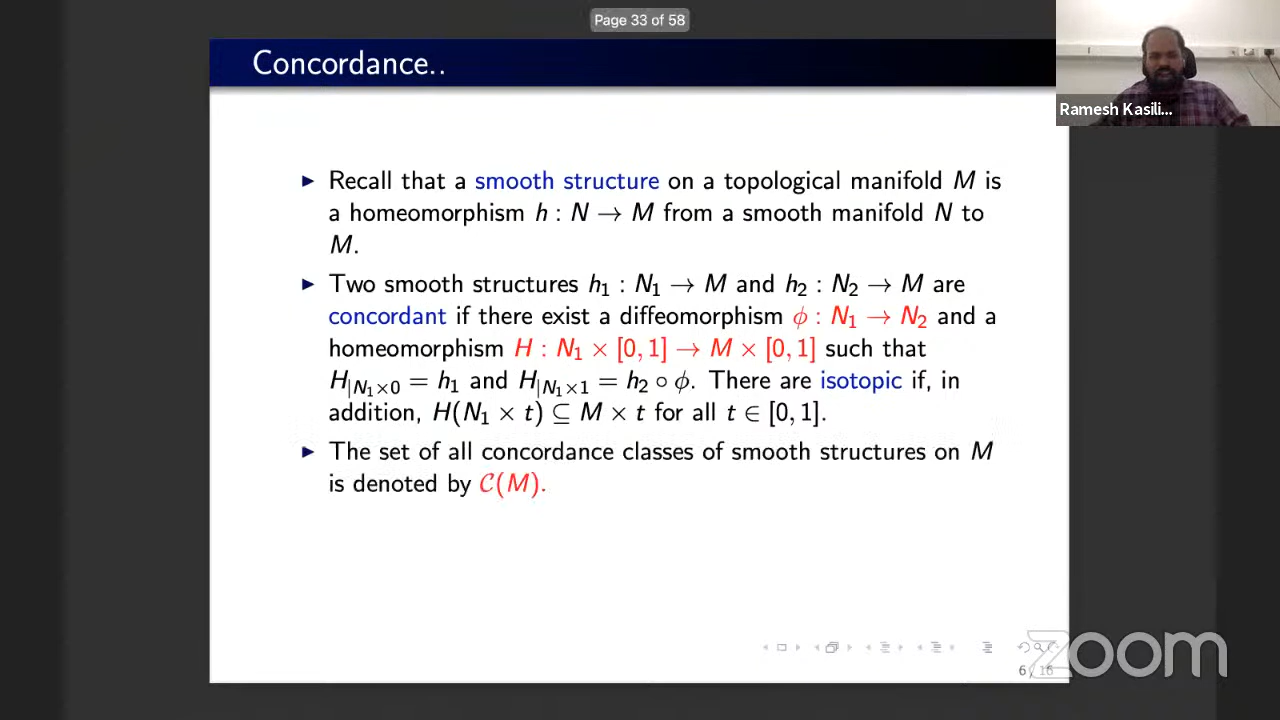 Page 33 of 58
Concordance..
Ramesh Kasili...
▶ Recall that a smooth structure on a topological manifold M is
a homeomorphism h : N → M from a smooth manifold N to
M.
▶ Two smooth structures h₁ : N₁ → M and h₂ : N₂ → M are
concordant if there exist a diffeomorphism ϕ : N₁ → N₂ and a
homeomorphism H : N₁ × [0, 1] → M × [0, 1] such that
H|N₁×0 = h₁ and H|N₁×1 = h₂ ∘ ϕ. There are isotopic if, in
addition, H(N₁ × t) ⊆ M × t for all t ∈ [0, 1].
▶ The set of all concordance classes of smooth structures on M
is denoted by 𝒞(M).
zoom
6 / 16